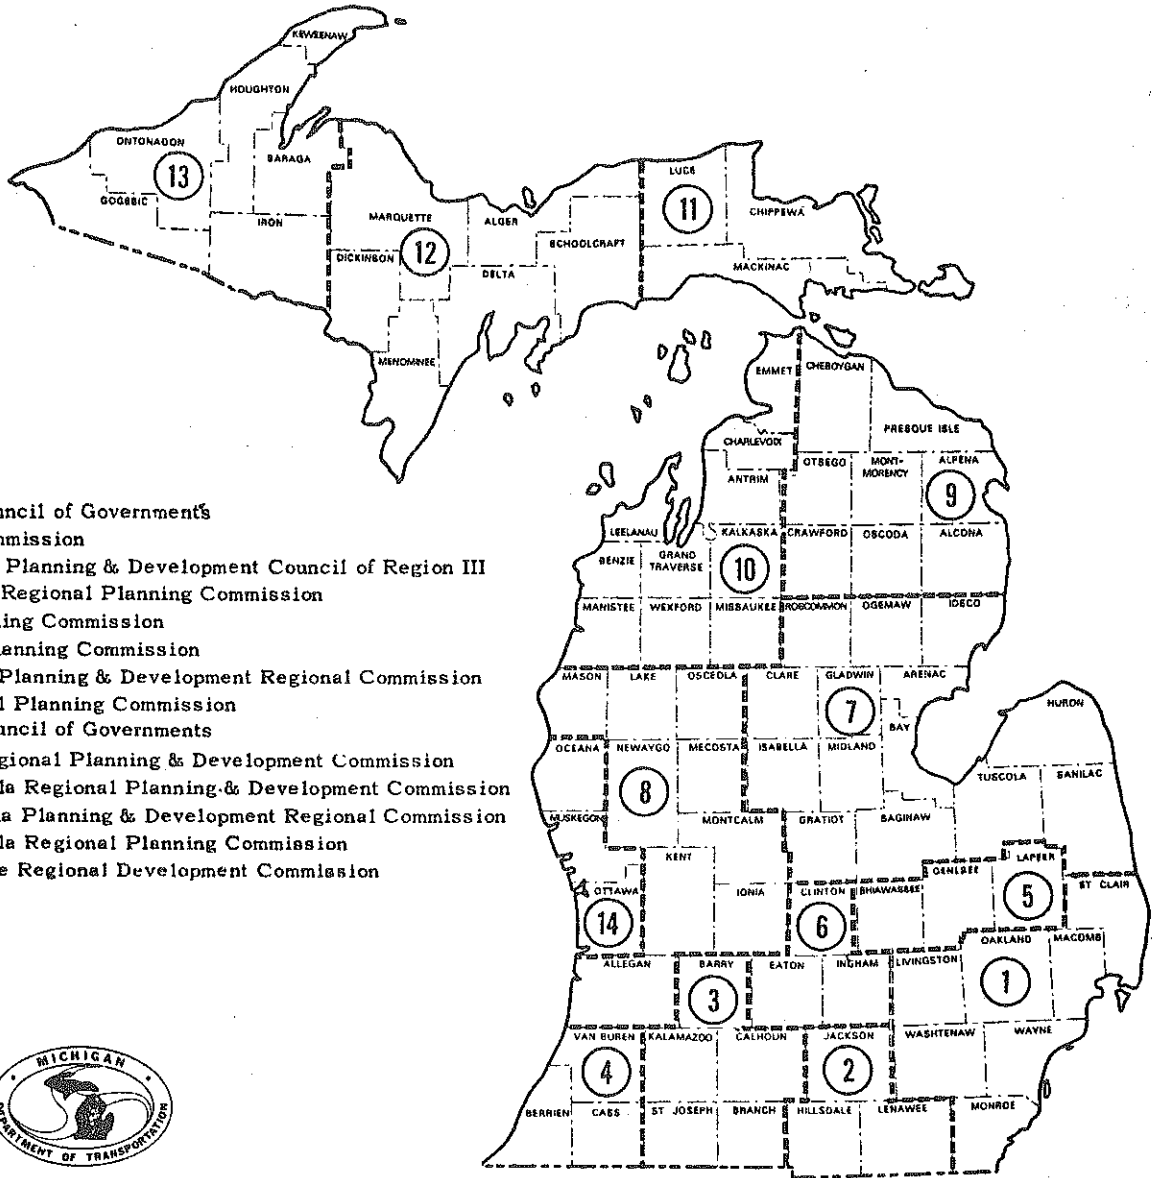 KEWEENAW
HOUGHTON
ONTONAGON
BARAGA
13
GOGEBIC
IRON
MARQUETTE
ALGER
LUCE
11
CHIPPEWA
12
DICKINSON
SCHOOLCRAFT
DELTA
MACKINAC
MENOMINEE
EMMET
CHEBOYGAN
PRESQUE ISLE
CHARLEVOIX
OTSEGO
MONT-
MORENCY
ALPENA
ANTRIM
9
LEELANAU
KALKASKA
CRAWFORD
OSCODA
ALCONA
BENZIE
GRAND
TRAVERSE
10
MANISTEE
WEXFORD
MISSAUKEE
ROSCOMMON
OGEMAW
IOSCO
MASON
LAKE
OSCEOLA
CLARE
GLADWIN
ARENAC
HURON
7
BAY
OCEANA
NEWAYGO
MECOSTA
ISABELLA
MIDLAND
TUSCOLA
SANILAC
8
MUSKEGON
MONTCALM
GRATIOT
SAGINAW
KENT
LAPEER
GENESEE
5
ST CLAIR
OTTAWA
IONIA
CLINTON
SHIAWASSEE
14
6
OAKLAND
MACOMB
ALLEGAN
BARRY
EATON
INGHAM
LIVINGSTON
3
1
VAN BUREN
KALAMAZOO
CALHOUN
JACKSON
WASHTENAW
WAYNE
4
2
BERRIEN
CASS
ST JOSEPH
BRANCH
HILLSDALE
LENAWEE
MONROE
uncil of Governments
mmission
Planning & Development Council of Region III
Regional Planning Commission
ing Commission
lanning Commission
Planning & Development Regional Commission
l Planning Commission
uncil of Governments
gional Planning & Development Commission
la Regional Planning & Development Commission
la Planning & Development Regional Commission
la Regional Planning Commission
e Regional Development Commission
MICHIGAN
DEPARTMENT OF TRANSPORTATION